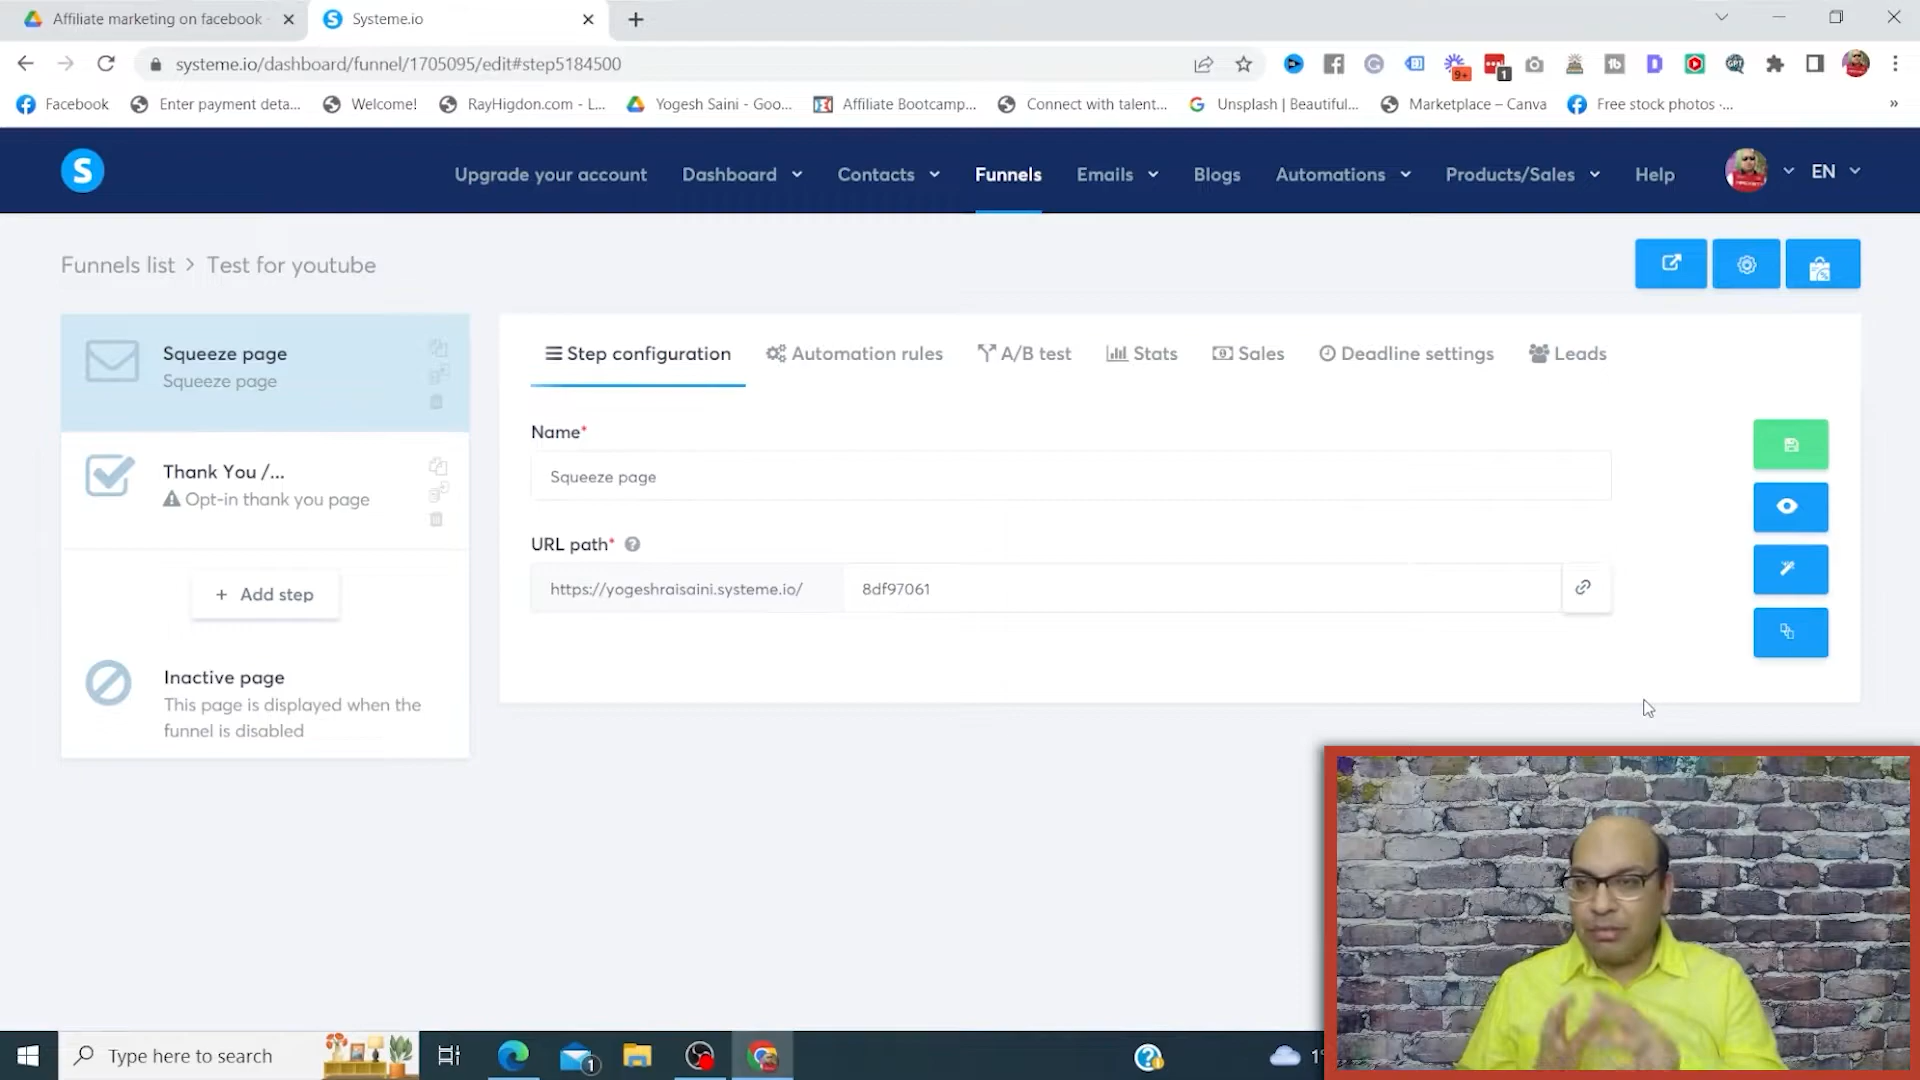 Affiliate marketing on facebook
Systeme.io
systeme.io/dashboard/funnel/1705095/edit#step5184500
9+
1
GPT
Facebook
Enter payment deta...
Welcome!
RayHigdon.com - L...
Yogesh Saini - Goo...
Affiliate Bootcamp...
Connect with talent...
Unsplash | Beautiful...
Marketplace – Canva
Free stock photos ·...
»
S
Upgrade your account
Dashboard
Contacts
Funnels
Emails
Blogs
Automations
Products/Sales
Help
EN
Funnels list > Test for youtube
Squeeze page
Squeeze page
Thank You /...
Opt-in thank you page
+ Add step
Inactive page
This page is displayed when the
funnel is disabled
Step configuration
Automation rules
A/B test
Stats
Sales
Deadline settings
Leads
Name*
Squeeze page
URL path*
https://yogeshraisaini.systeme.io/
8df97061
Type here to search
1